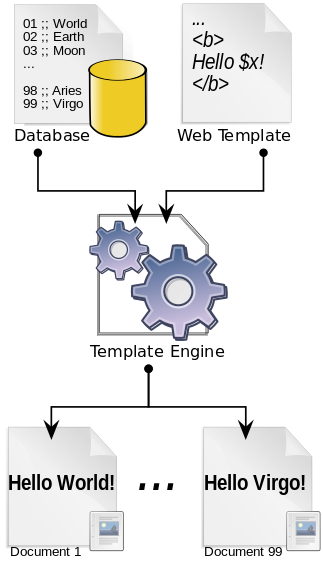 01 ;; World
02 ;; Earth
03 ;; Moon
...
98 ;; Aries
99 ;; Virgo
Database
...
<b>
Hello $x!
</b>
Web Template
Template Engine
Hello World!
...
Hello Virgo!
Document 1
Document 99